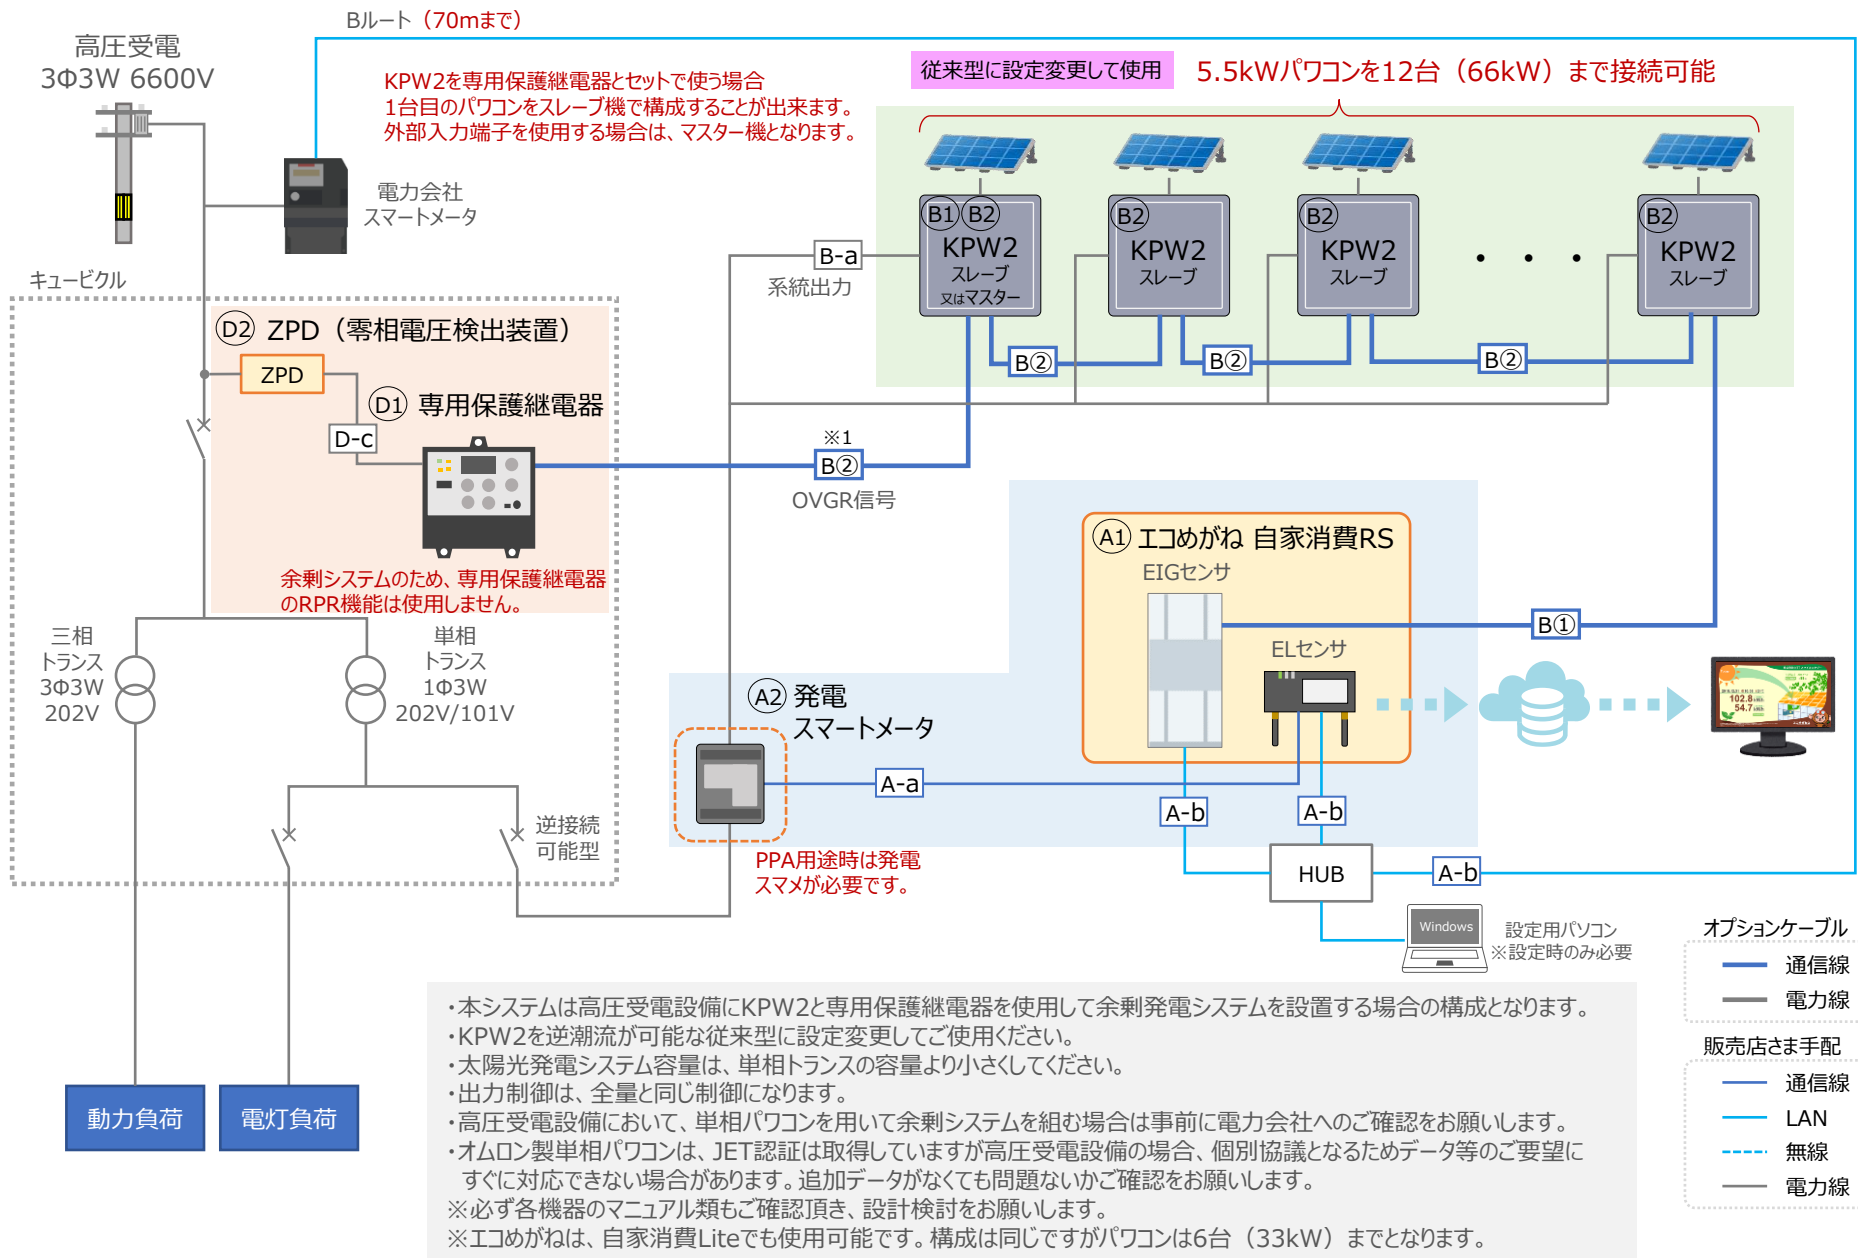 Bルート（70mまで）
高圧受電
3Φ3W 6600V
KPW2を専用保護継電器とセットで使う場合
1台目のパワコンをスレーブ機で構成することが出来ます。
外部入力端子を使用する場合は、マスター機となります。
従来型に設定変更して使用
5.5kWパワコンを12台（66kW）まで接続可能
電力会社
スマートメータ
B1 B2
KPW2
スレーブ
又はマスター
B2
KPW2
スレーブ
B2
KPW2
スレーブ
・・・
B2
KPW2
スレーブ
B-a
系統出力
キュービクル
D2 ZPD（零相電圧検出装置）
ZPD
D1 専用保護継電器
D-c
B②
B②
B②
※1
B②
OVGR信号
余剰システムのため、専用保護継電器
のRPR機能は使用しません。
A1 エコめがね 自家消費RS
EIGセンサ
ELセンサ
B①
三相
トランス
3Φ3W
202V
単相
トランス
1Φ3W
202V/101V
A2 発電
スマートメータ
102.8
54.7
A-a
A-b
A-b
逆接続
可能型
PPA用途時は発電
スマメが必要です。
HUB
A-b
Windows
設定用パソコン
※設定時のみ必要
オプションケーブル
通信線
電力線
販売店さま手配
通信線
LAN
無線
電力線
動力負荷
電灯負荷
・本システムは高圧受電設備にKPW2と専用保護継電器を使用して余剰発電システムを設置する場合の構成となります。
・KPW2を逆潮流が可能な従来型に設定変更してご使用ください。
・太陽光発電システム容量は、単相トランスの容量より小さくしてください。
・出力制御は、全量と同じ制御になります。
・高圧受電設備において、単相パワコンを用いて余剰システムを組む場合は事前に電力会社へのご確認をお願いします。
・オムロン製単相パワコンは、JET認証は取得していますが高圧受電設備の場合、個別協議となるためデータ等のご要望に
すぐに対応できない場合があります。追加データがなくても問題ないかご確認をお願いします。
※必ず各機器のマニュアル類もご確認頂き、設計検討をお願いします。
※エコめがねは、自家消費Liteでも使用可能です。構成は同じですがパワコンは6台（33kW）までとなります。